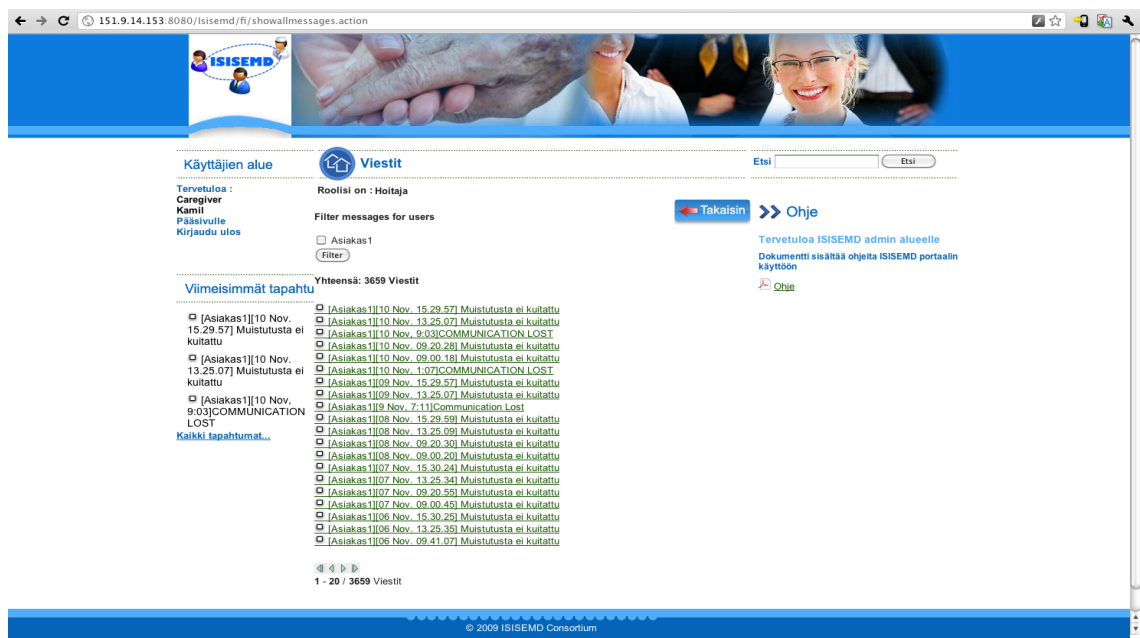 151.9.14.153:8080/Isisemd/fi/showallmessages.action
ISISEMD
Käyttäjien alue
Tervetuloa :
Caregiver
Kamil
Pääsivulle
Kirjaudu ulos
Viimeisimmät tapahtu
[Asiakas1][10 Nov.
15.29.57] Muistutusta ei
kuitattu
[Asiakas1][10 Nov.
13.25.07] Muistutusta ei
kuitattu
[Asiakas1][10 Nov,
9:03]COMMUNICATION
LOST
Kaikki tapahtumat...
Viestit
Roolisi on : Hoitaja
Takaisin
Filter messages for users
Asiakas1
Filter
Yhteensä: 3659 Viestit
[Asiakas1][10 Nov. 15.29.57] Muistutusta ei kuitattu
[Asiakas1][10 Nov. 13.25.07] Muistutusta ei kuitattu
[Asiakas1][10 Nov, 9:03]COMMUNICATION LOST
[Asiakas1][10 Nov. 09.20.28] Muistutusta ei kuitattu
[Asiakas1][10 Nov. 09.00.18] Muistutusta ei kuitattu
[Asiakas1][10 Nov, 1:07]COMMUNICATION LOST
[Asiakas1][09 Nov. 15.29.57] Muistutusta ei kuitattu
[Asiakas1][09 Nov. 13.25.07] Muistutusta ei kuitattu
[Asiakas1][9 Nov, 7:11]Communication Lost
[Asiakas1][08 Nov. 15.29.59] Muistutusta ei kuitattu
[Asiakas1][08 Nov. 13.25.09] Muistutusta ei kuitattu
[Asiakas1][08 Nov. 09.20.30] Muistutusta ei kuitattu
[Asiakas1][08 Nov. 09.00.20] Muistutusta ei kuitattu
[Asiakas1][07 Nov. 15.30.24] Muistutusta ei kuitattu
[Asiakas1][07 Nov. 13.25.34] Muistutusta ei kuitattu
[Asiakas1][07 Nov. 09.20.55] Muistutusta ei kuitattu
[Asiakas1][07 Nov. 09.00.45] Muistutusta ei kuitattu
[Asiakas1][06 Nov. 15.30.25] Muistutusta ei kuitattu
[Asiakas1][06 Nov. 13.25.35] Muistutusta ei kuitattu
[Asiakas1][06 Nov. 09.41.07] Muistutusta ei kuitattu
1 - 20 / 3659 Viestit
Etsi
Etsi
Ohje
Tervetuloa ISISEMD admin alueelle
Dokumentti sisältää ohjeita ISISEMD portaalin
käyttöön
Ohje
© 2009 ISISEMD Consortium